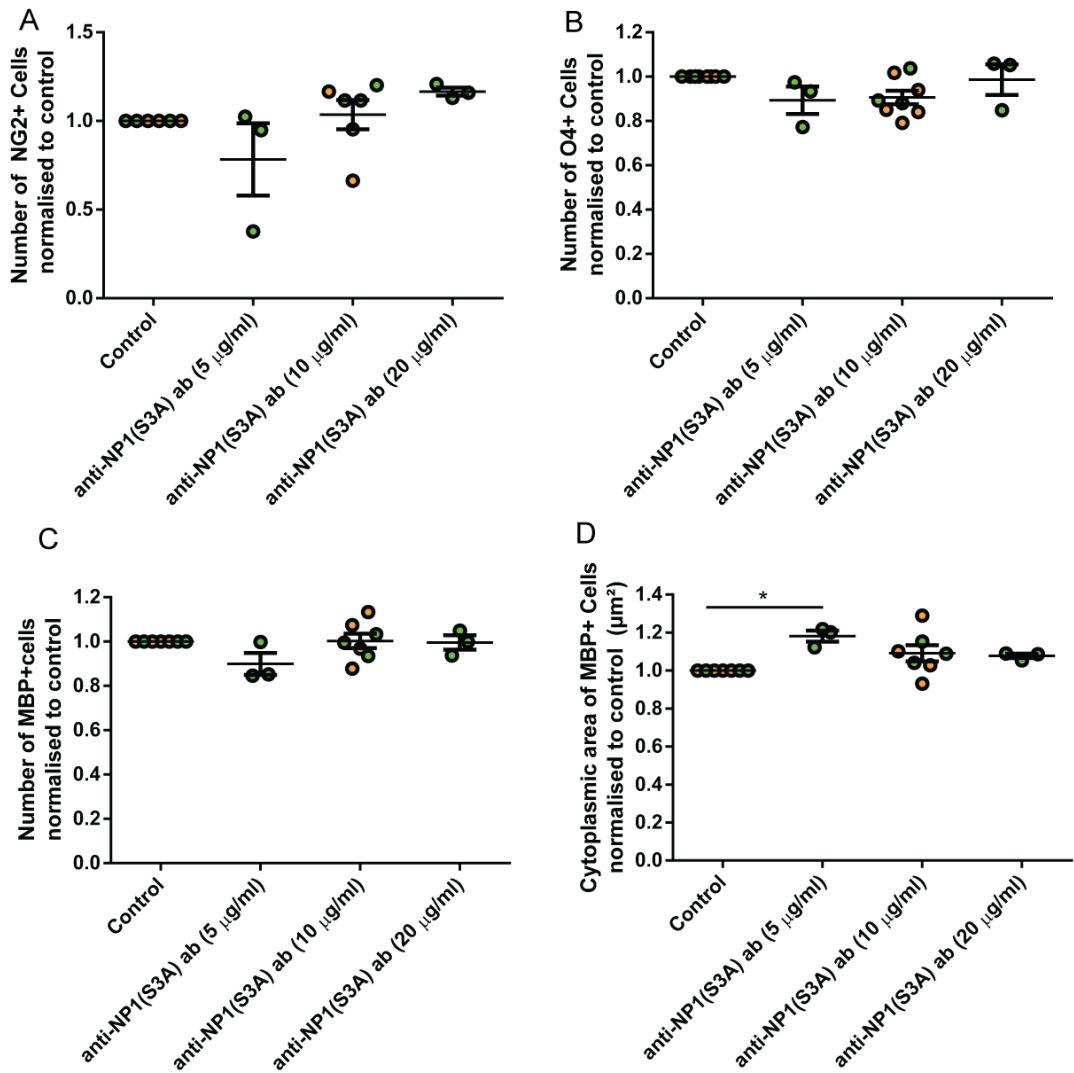 A
Number of NG2+ Cells
normalised to control
1.5
1.0
0.5
0.0
Control
anti-NP1(S3A) ab (5 μg/ml)
anti-NP1(S3A) ab (10 μg/ml)
anti-NP1(S3A) ab (20 μg/ml)
B
Number of O4+ Cells
normalised to control
1.2
1.0
0.8
0.6
0.4
0.2
0.0
Control
anti-NP1(S3A) ab (5 μg/ml)
anti-NP1(S3A) ab (10 μg/ml)
anti-NP1(S3A) ab (20 μg/ml)
C
Number of MBP+cells
normalised to control
1.2
1.0
0.8
0.6
0.4
0.2
0.0
Control
anti-NP1(S3A) ab (5 μg/ml)
anti-NP1(S3A) ab (10 μg/ml)
anti-NP1(S3A) ab (20 μg/ml)
D
Cytoplasmic area of MBP+ Cells
normalised to control (μm²)
1.4
1.2
1.0
0.8
0.6
0.4
0.2
0.0
*
Control
anti-NP1(S3A) ab (5 μg/ml)
anti-NP1(S3A) ab (10 μg/ml)
anti-NP1(S3A) ab (20 μg/ml)